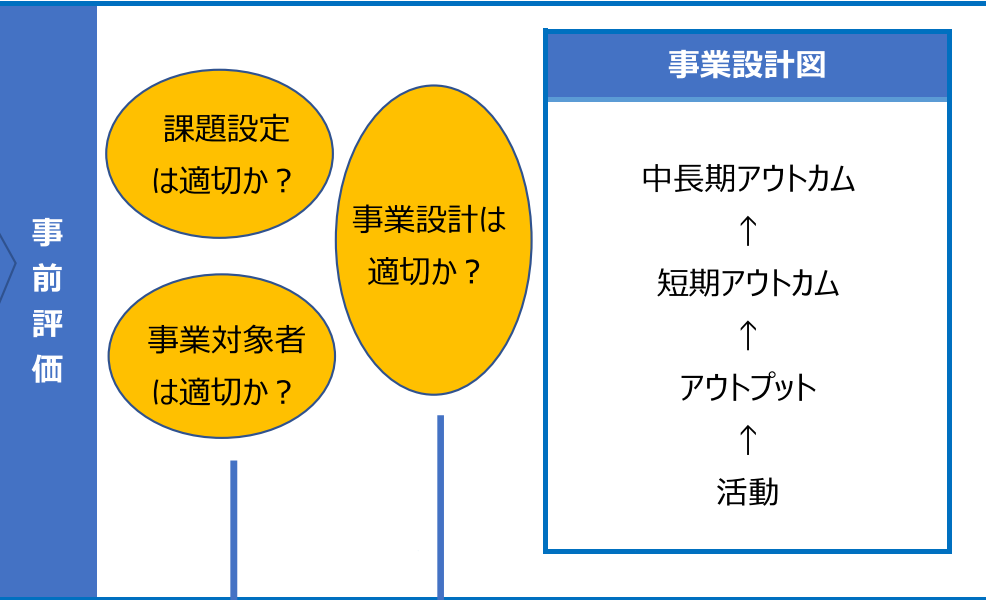 事前評価
課題設定
は適切か？
事業対象者
は適切か？
事業設計は
適切か？
事業設計図
中長期アウトカム
↑
短期アウトカム
↑
アウトプット
↑
活動